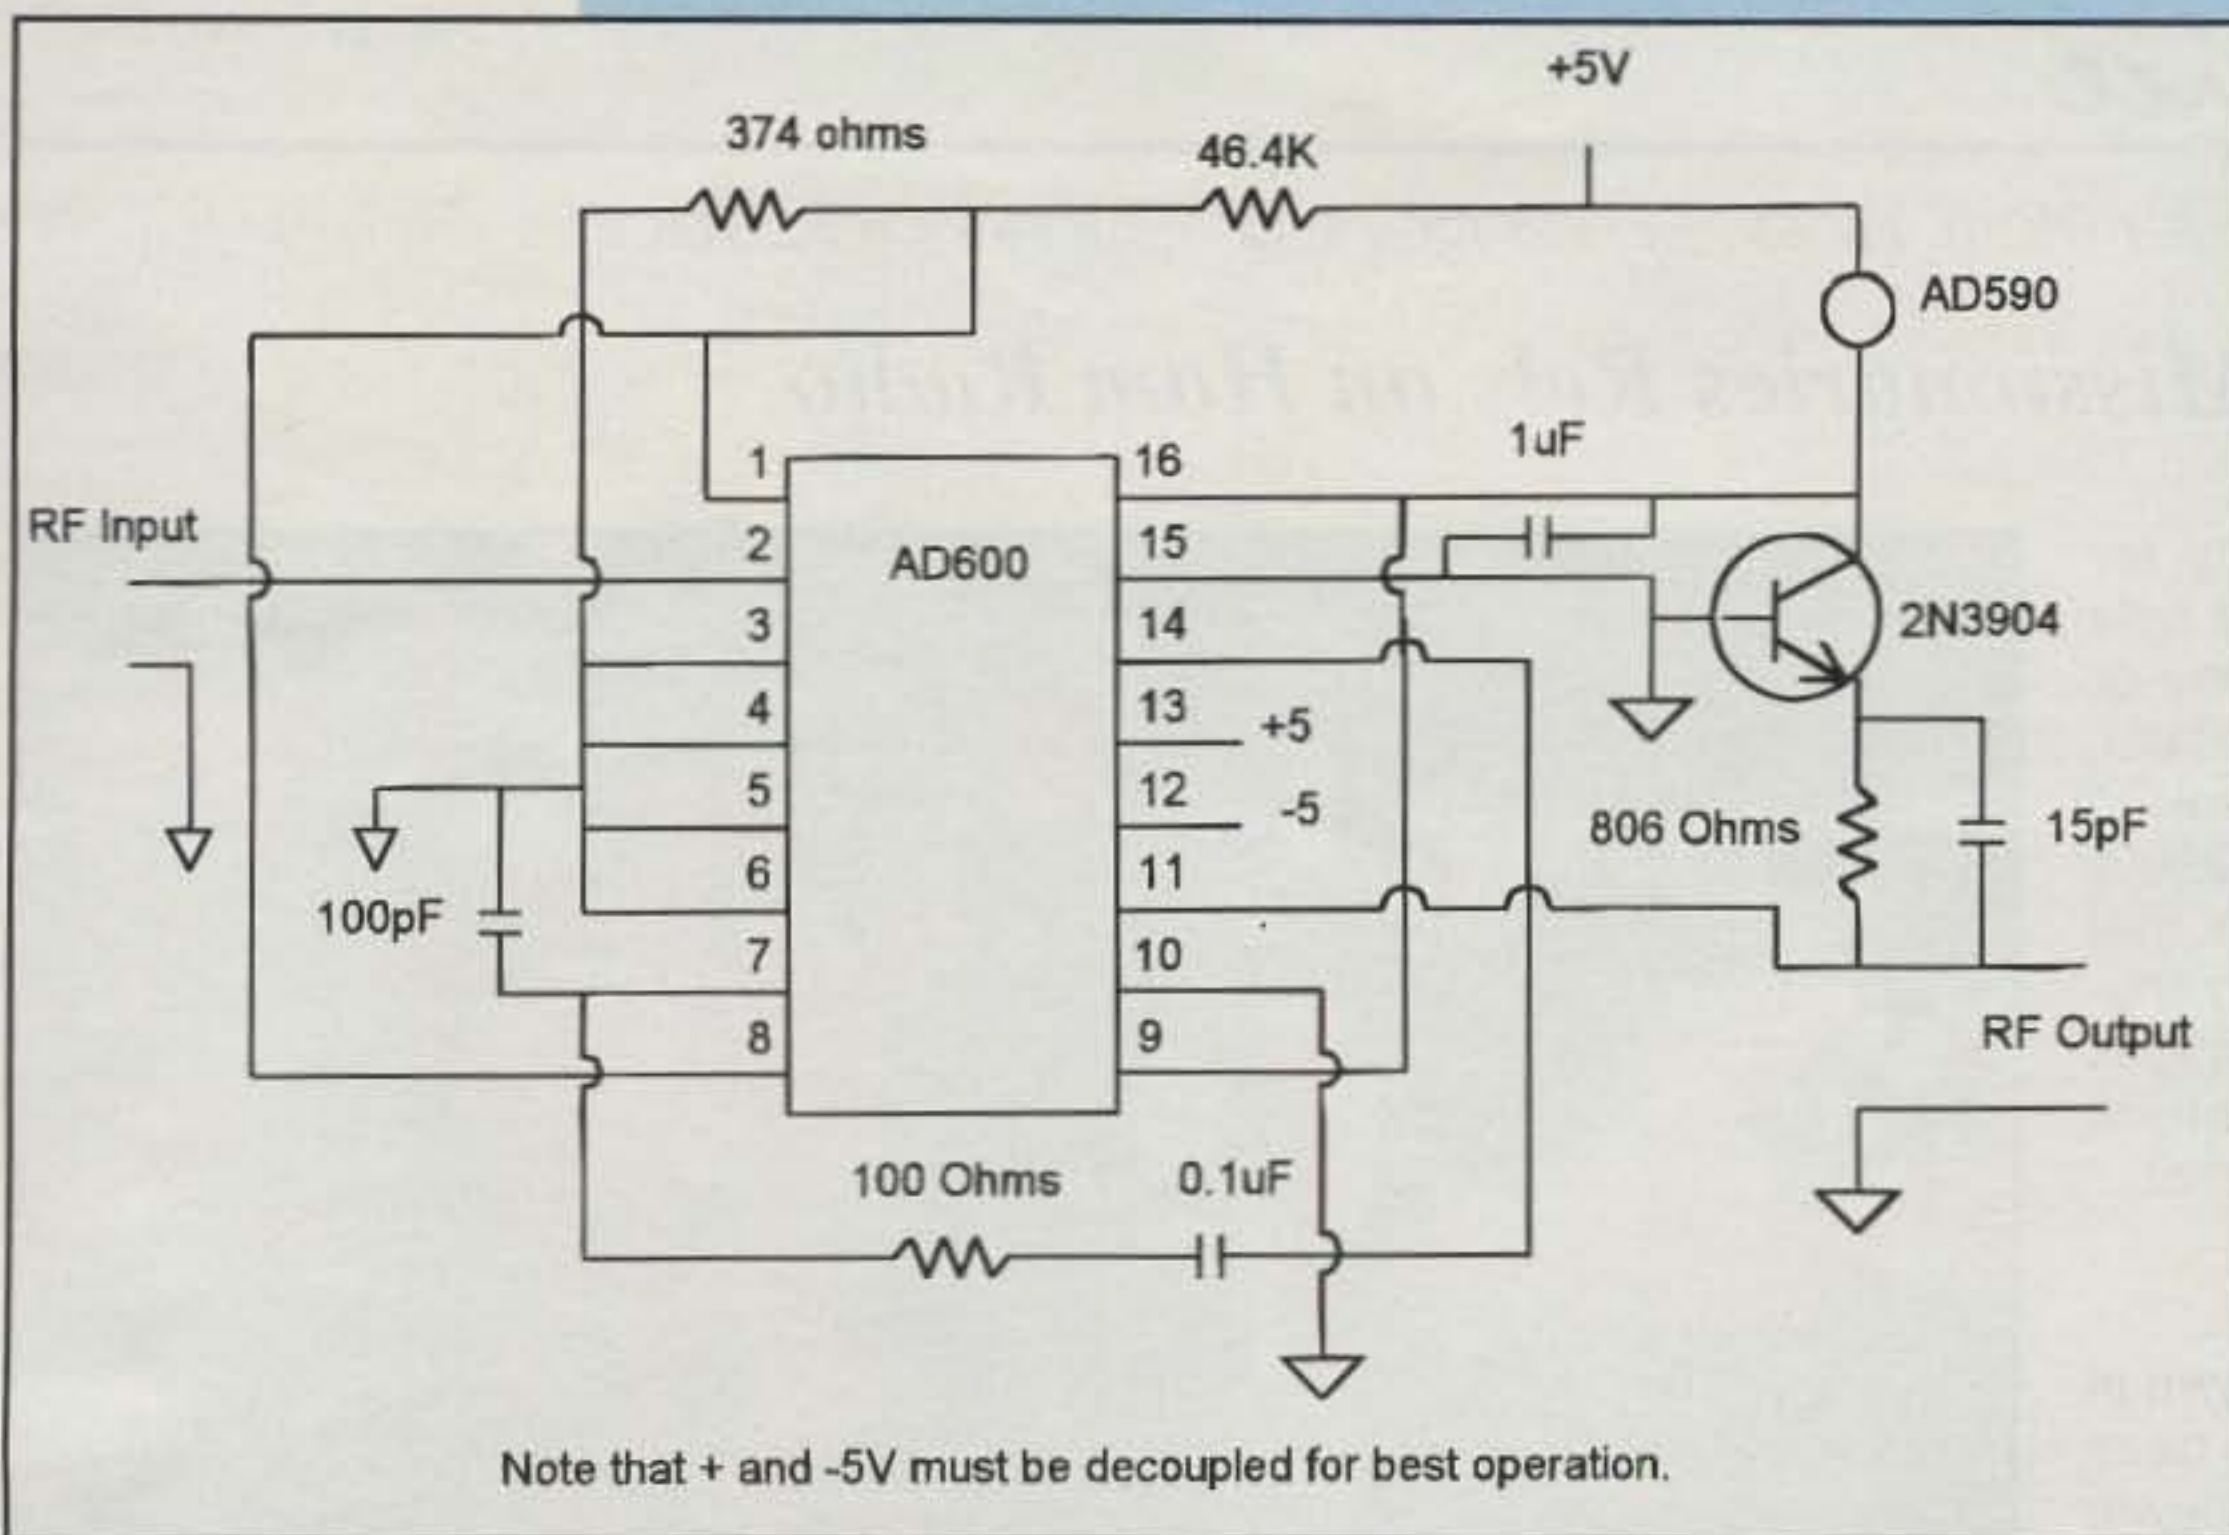 +5V
374 ohms
46.4K
AD590
1uF
RF Input
1
2
3
4
5
6
7
8
AD600
16
15
14
13
12
11
10
9
+5
-5
2N3904
806 Ohms
15pF
100pF
RF Output
100 Ohms
0.1uF
Note that + and -5V must be decoupled for best operation.